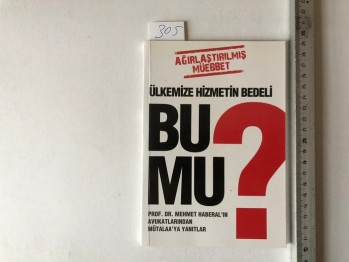 305
AĞIRLAŞTIRILMIŞ
MÜEBBET
ÜLKEMİZE HİZMETİN BEDELİ
BU
MU?
PROF. DR. MEHMET HABERAL'IN
AVUKATLARINDAN
MÜTALAA'YA YANITLAR